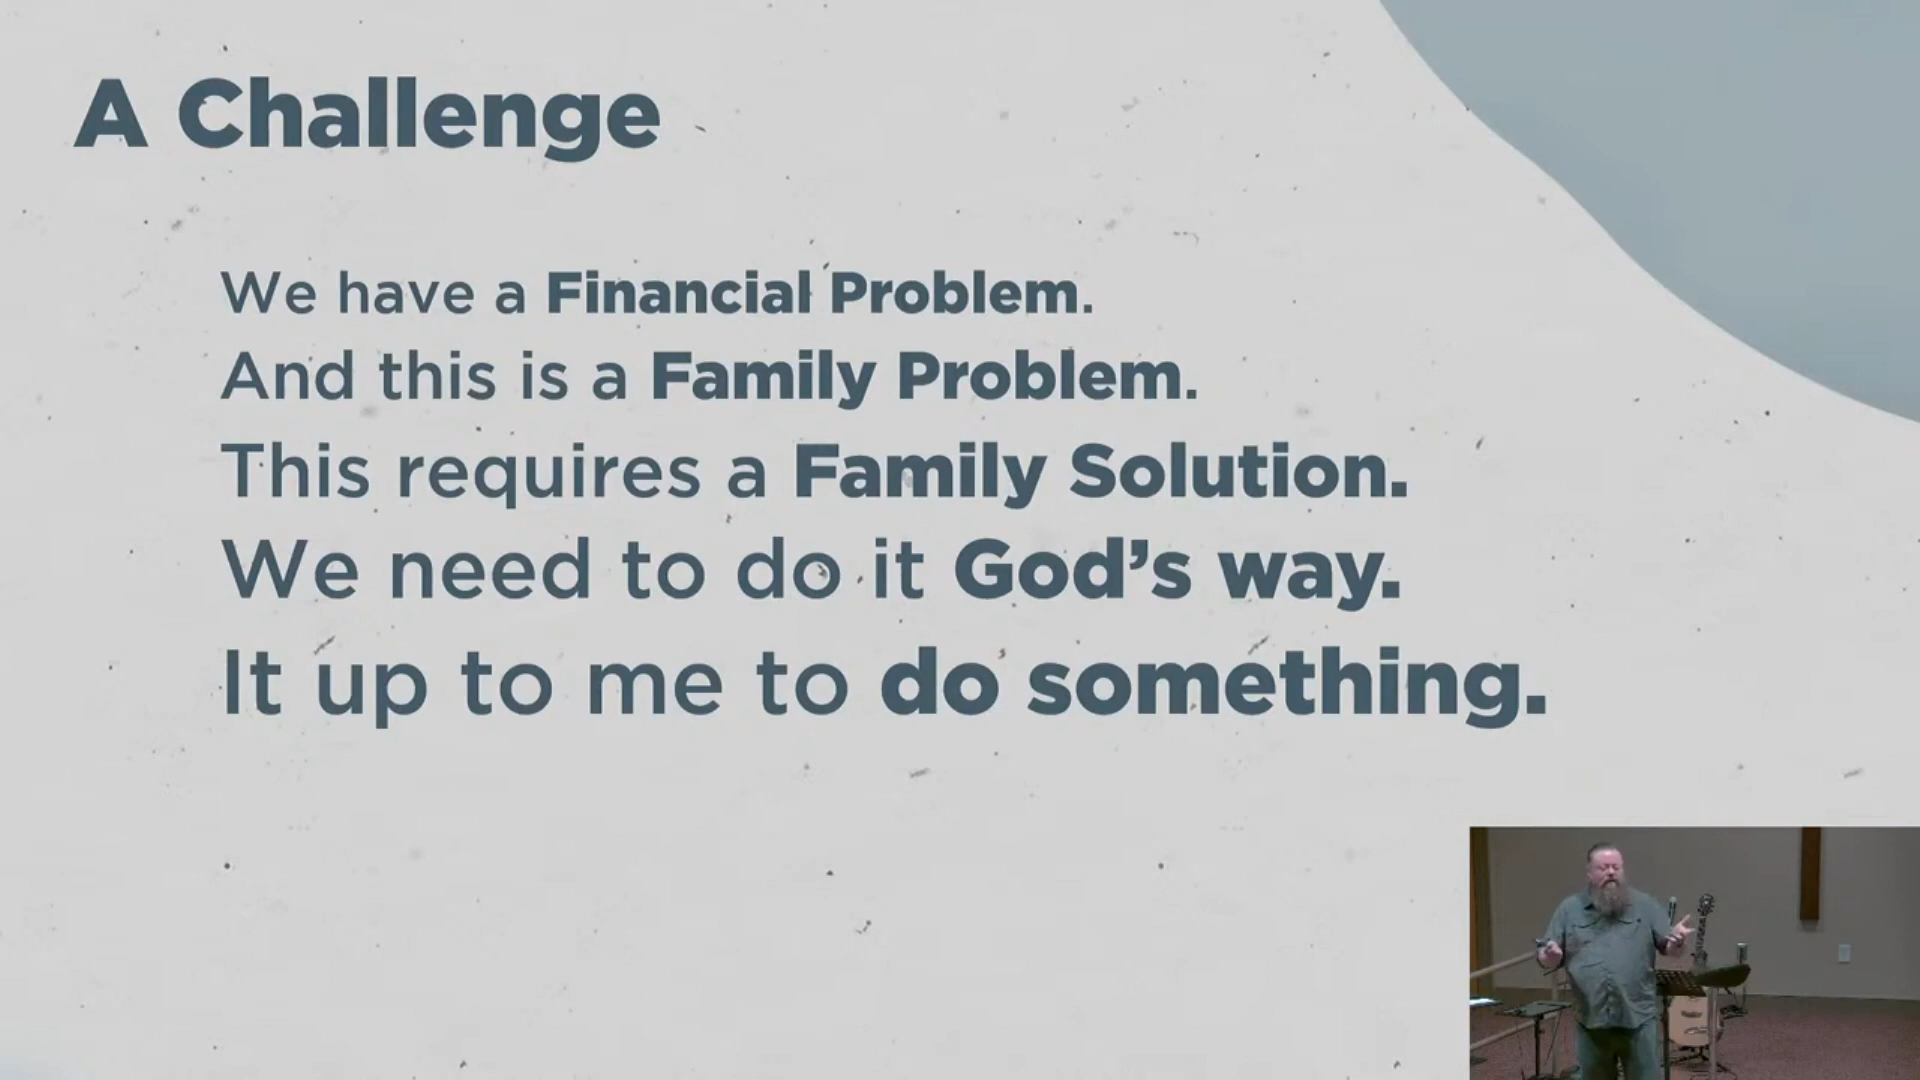 A Challenge
We have a Financial Problem.
And this is a Family Problem.
This requires a Family Solution.
We need to do it God’s way.
It up to me to do something.